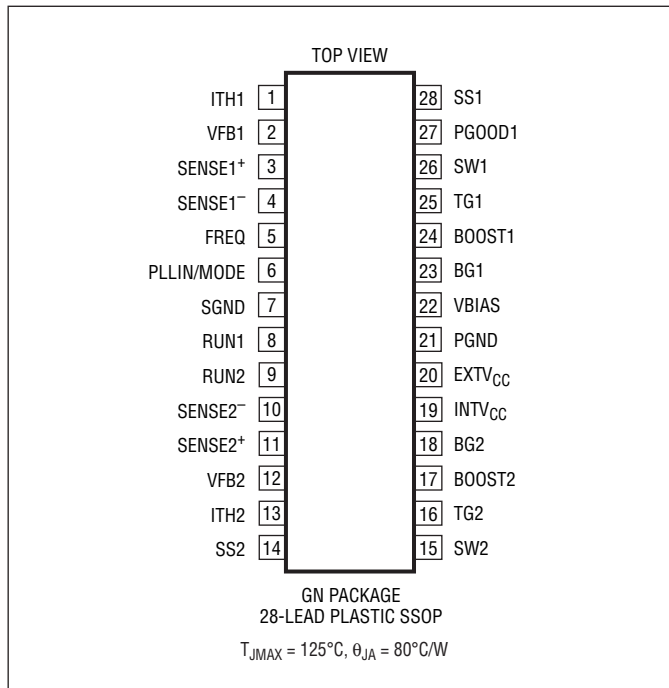 TOP VIEW
ITH1 1 28 SS1
VFB1 2 27 PGOOD1
SENSE1+ 3 26 SW1
SENSE1– 4 25 TG1
FREQ 5 24 BOOST1
PLLIN/MODE 6 23 BG1
SGND 7 22 VBIAS
RUN1 8 21 PGND
RUN2 9 20 EXTVCC
SENSE2– 10 19 INTVCC
SENSE2+ 11 18 BG2
VFB2 12 17 BOOST2
ITH2 13 16 TG2
SS2 14 15 SW2
GN PACKAGE
28-LEAD PLASTIC SSOP
TJMAX = 125°C, θJA = 80°C/W